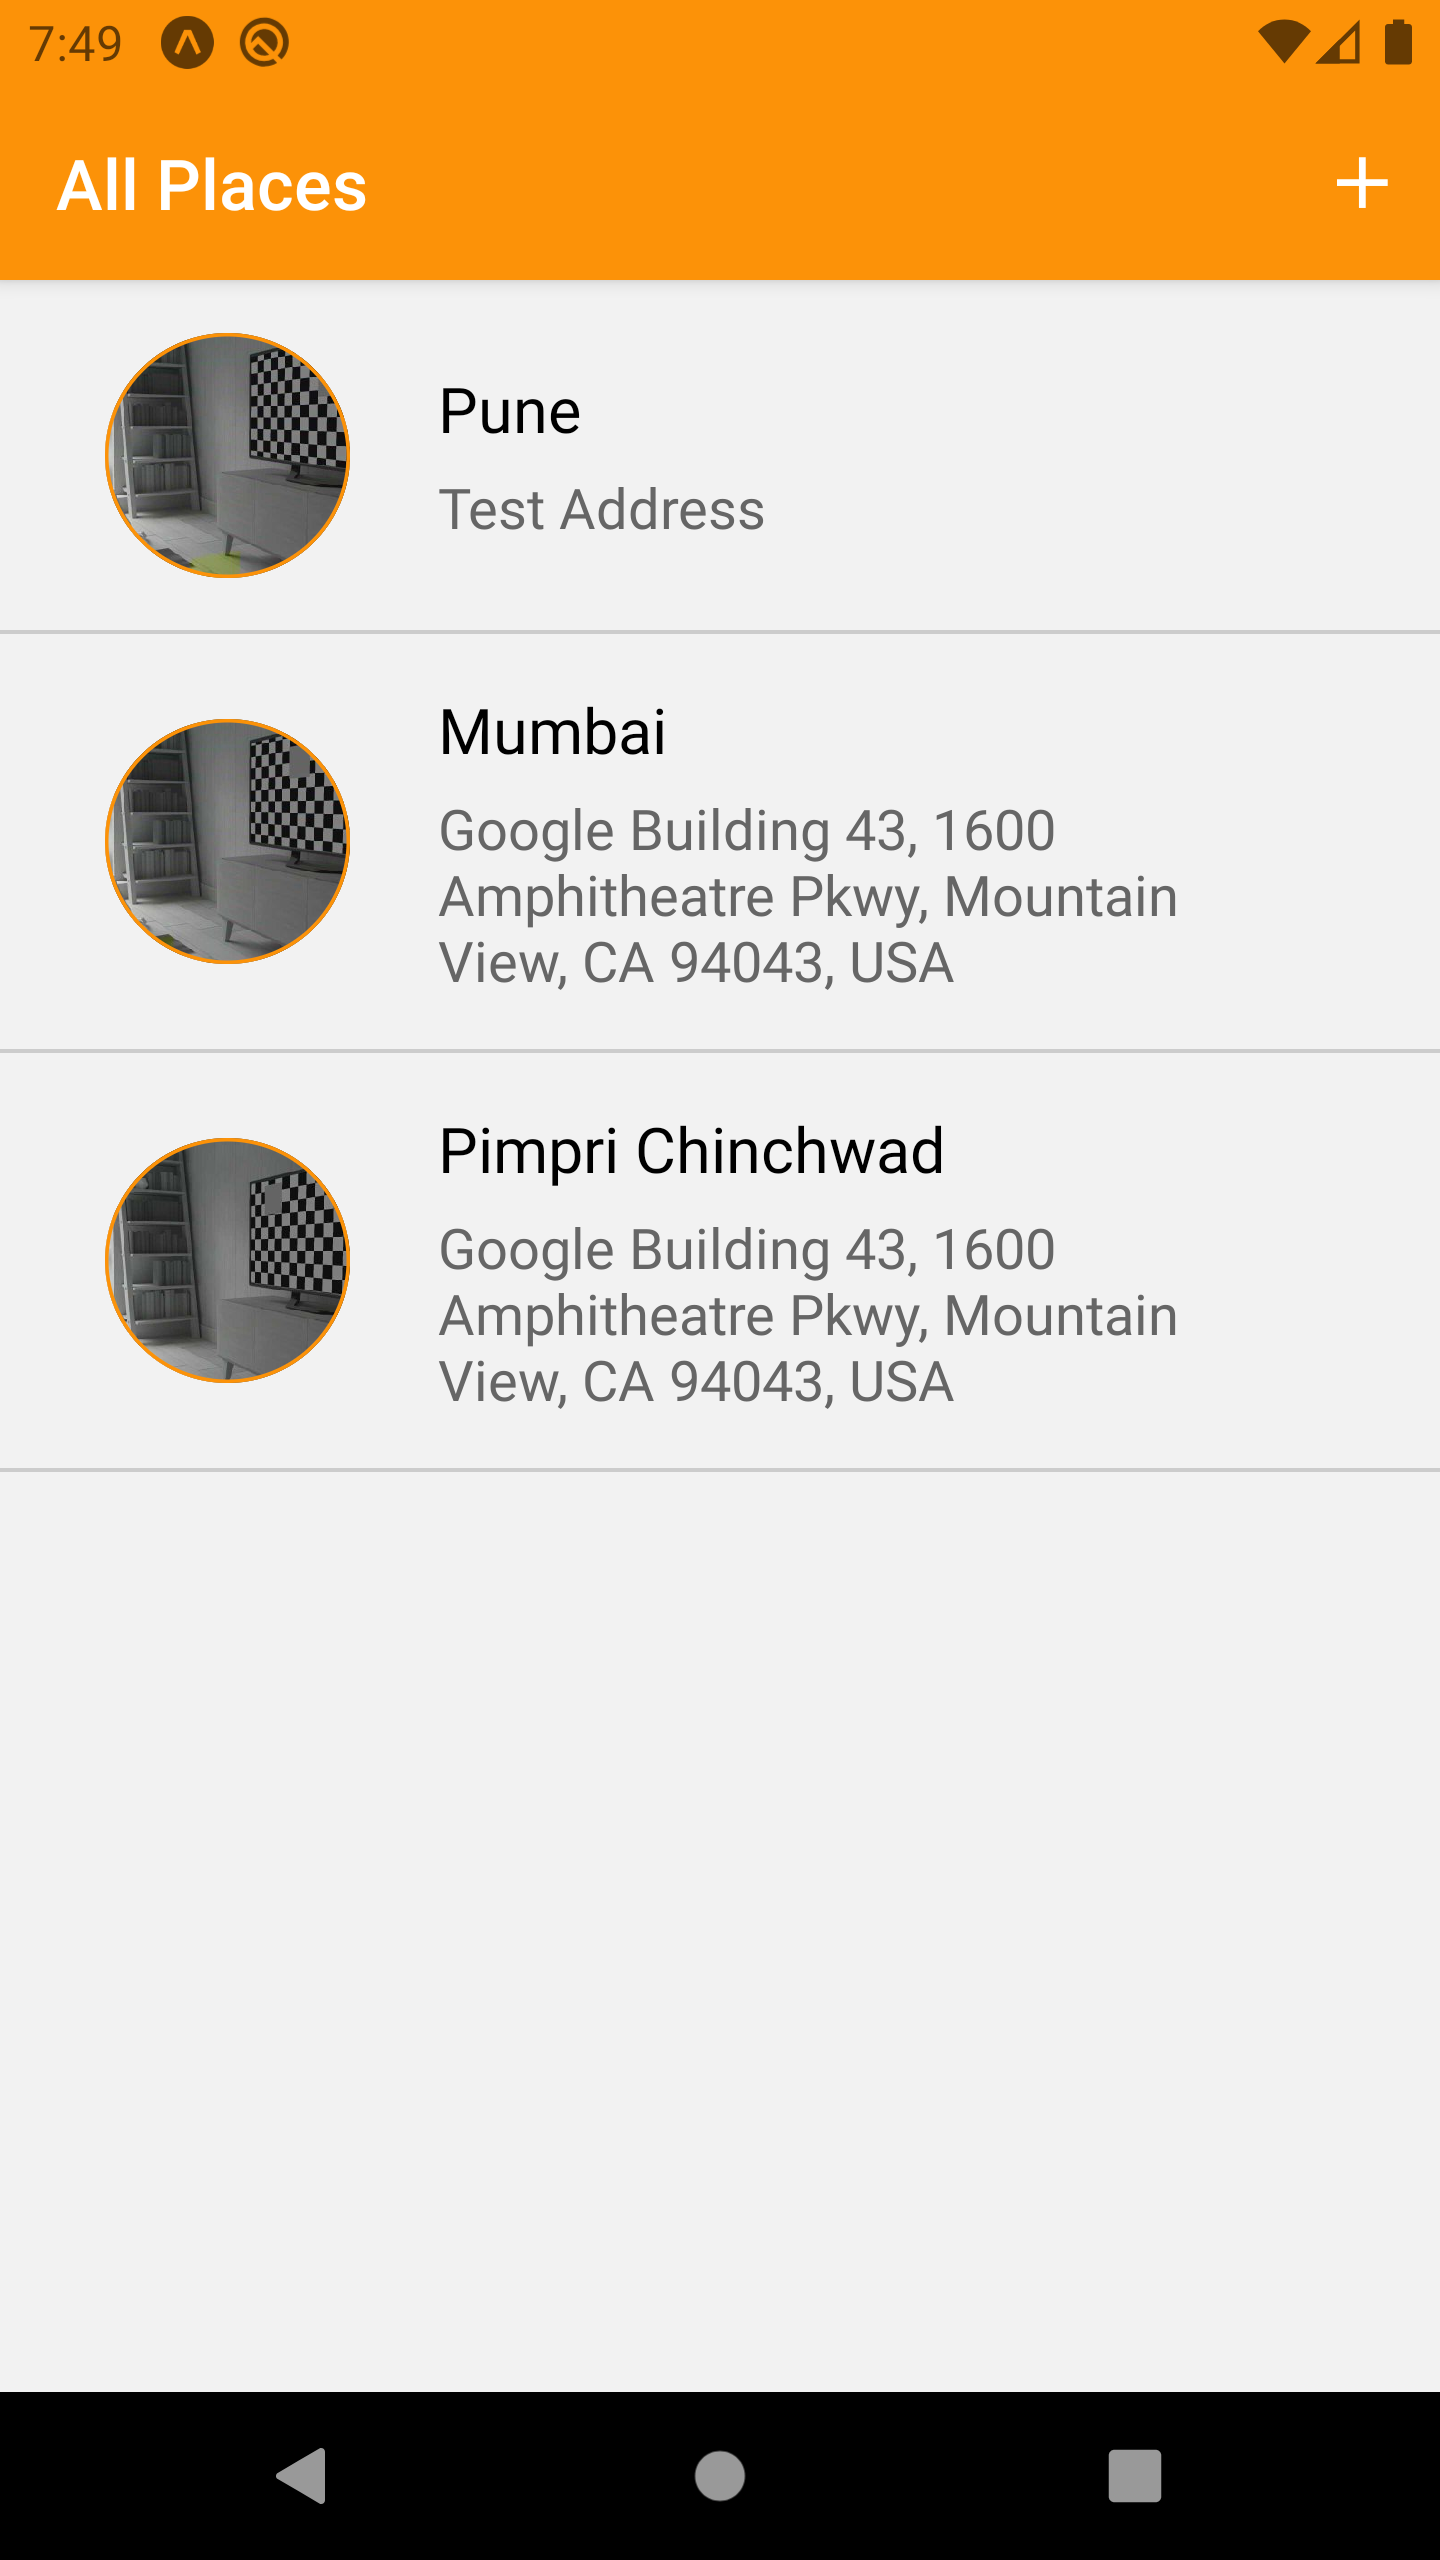 7:49
All Places
Pune
Test Address
Mumbai
Google Building 43, 1600
Amphitheatre Pkwy, Mountain
View, CA 94043, USA
Pimpri Chinchwad
Google Building 43, 1600
Amphitheatre Pkwy, Mountain
View, CA 94043, USA